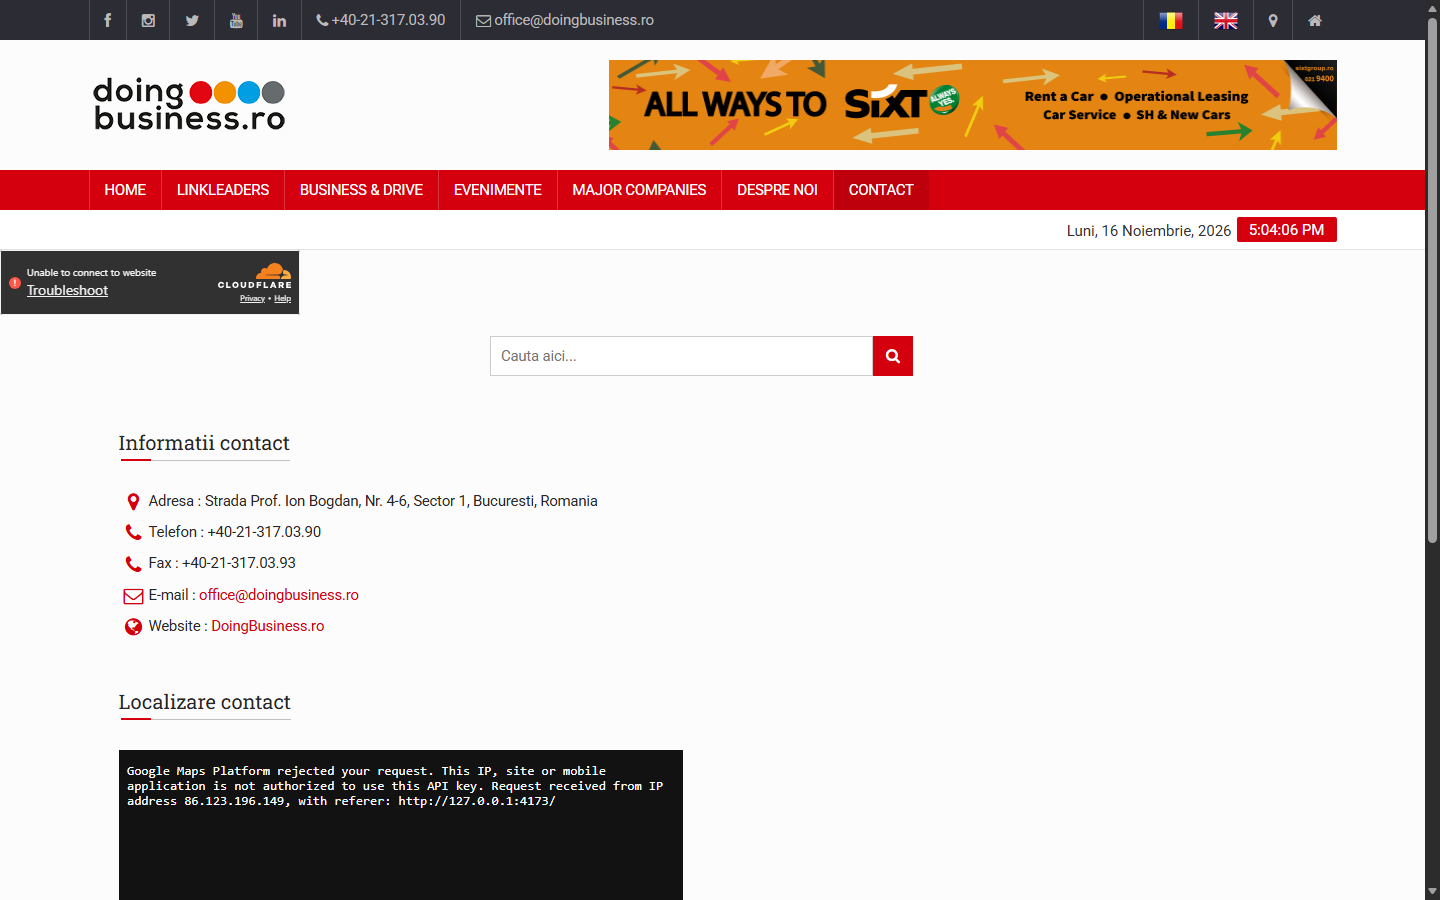 +40-21-317.03.90
office@doingbusiness.ro
doing
business.ro
ALL WAYS TO SIXT
ALWAYS YES.
Rent a Car ● Operational Leasing
Car Service ● SH & New Cars
sixtgroup.ro
021 9400
HOME
LINKLEADERS
BUSINESS & DRIVE
EVENIMENTE
MAJOR COMPANIES
DESPRE NOI
CONTACT
Luni, 16 Noiembrie, 2026
5:04:06 PM
Unable to connect to website
Troubleshoot
CLOUDFLARE
Privacy • Help
Cauta aici...
Informatii contact
Adresa : Strada Prof. Ion Bogdan, Nr. 4-6, Sector 1, Bucuresti, Romania
Telefon : +40-21-317.03.90
Fax : +40-21-317.03.93
E-mail : office@doingbusiness.ro
Website : DoingBusiness.ro
Localizare contact
Google Maps Platform rejected your request. This IP, site or mobile
application is not authorized to use this API key. Request received from IP
address 86.123.196.149, with referer: http://127.0.0.1:4173/